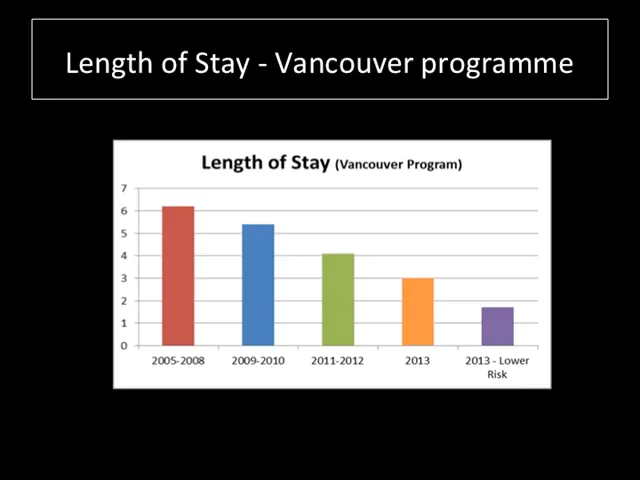 Length of Stay - Vancouver programme
Length of Stay (Vancouver Program)
7
6
5
4
3
2
1
0
2005-2008 2009-2010 2011-2012 2013 2013 - Lower
Risk